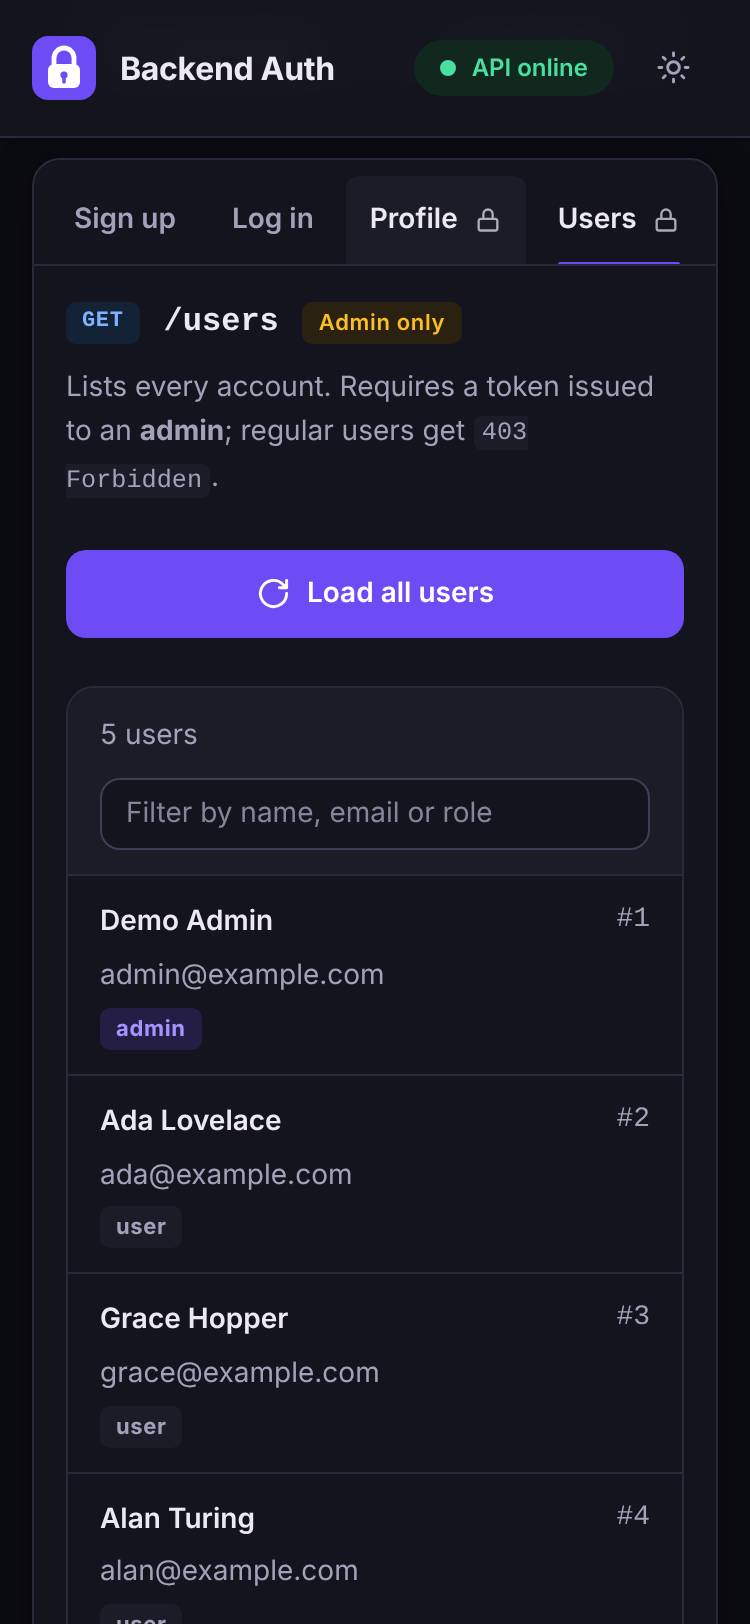 Backend Auth API online
Sign up Log in Profile Users
GET /users Admin only
Lists every account. Requires a token issued
to an admin; regular users get 403
Forbidden.
Load all users
5 users
Filter by name, email or role
Demo Admin #1
admin@example.com
admin
Ada Lovelace #2
ada@example.com
user
Grace Hopper #3
grace@example.com
user
Alan Turing #4
alan@example.com
user